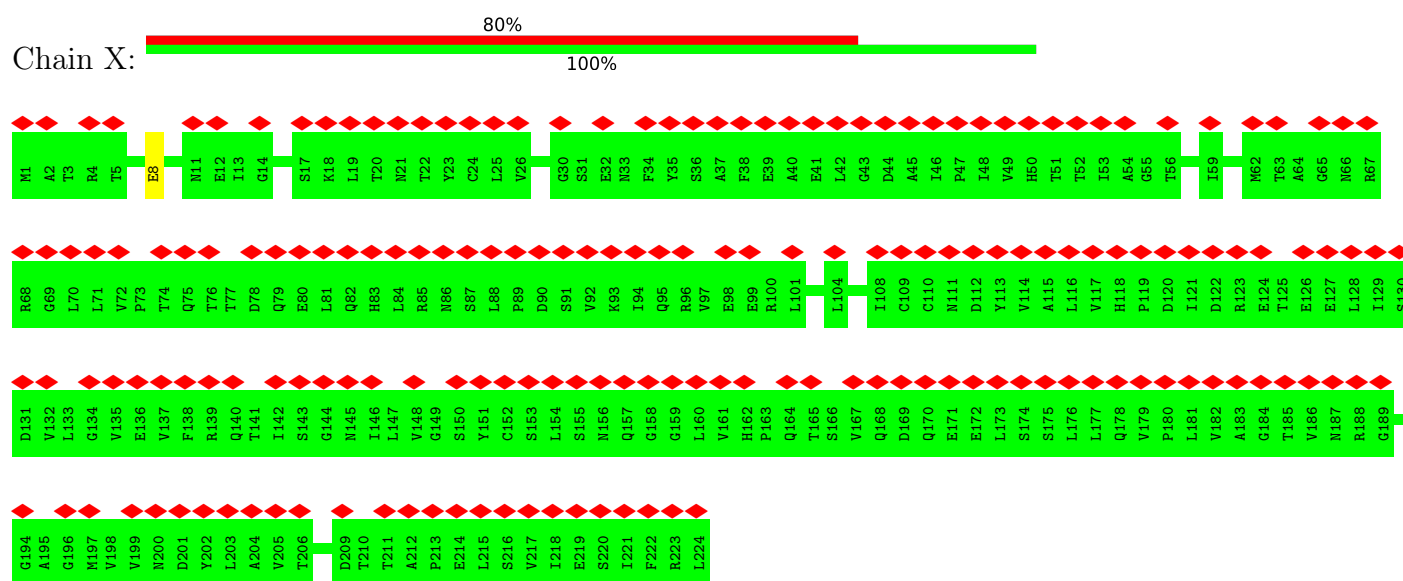 80%
Chain X:
100%
M1 A2 T3 R4 T5 E8 N11 E12 I13 G14 S17 K18 L19 T20 N21 T22 Y23 C24 L25 V26 G30 S31 E32 N33 F34 Y35 S36 A37 F38 E39 A40 E41 L42 G43 D44 A45 I46 P47 I48 V49 H50 T51 T52 I53 A54 G55 T56 I59 M62 T63 A64 G65 N66 R67
R68 G69 L70 L71 V72 P73 T74 Q75 T76 T77 D78 Q79 E80 L81 Q82 H83 L84 R85 N86 S87 L88 P89 D90 S91 V92 K93 I94 Q95 R96 V97 E98 E99 R100 L101 L104 I108 C109 C110 N111 D112 Y113 V114 A115 L116 V117 H118 P119 D120 I121 D122 R123 E124 T125 E126 E127 L128 I129 S130
D131 V132 L133 G134 V135 E136 V137 F138 R139 Q140 T141 I142 S143 G144 N145 I146 L147 V148 G149 S150 Y151 C152 S153 L154 S155 N156 Q157 G158 G159 L160 V161 H162 P163 Q164 T165 S166 V167 Q168 D169 Q170 E171 E172 L173 S174 S175 L176 L177 Q178 V179 P180 L181 V182 A183 G184 T185 V186 N187 R188 G189
G194 A195 G196 M197 V198 V199 N200 D201 Y202 L203 A204 V205 T206 D209 T210 T211 A212 P213 E214 L215 S216 V217 I218 E219 S220 I221 F222 R223 L224